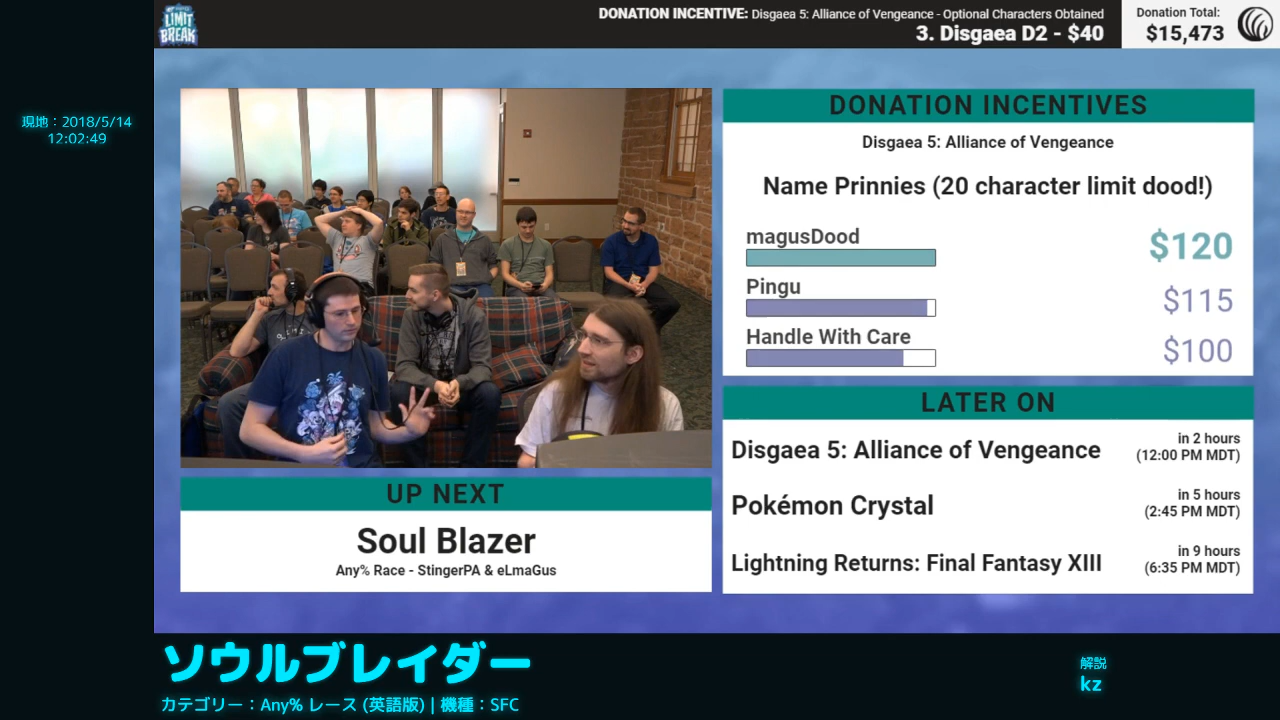 LIMIT
BREAK
DONATION INCENTIVE: Disgaea 5: Alliance of Vengeance - Optional Characters Obtained
3. Disgaea D2 - $40
Donation Total:
$15,473
現地：2018/5/14
12:02:49
DONATION INCENTIVES
Disgaea 5: Alliance of Vengeance
Name Prinnies (20 character limit dood!)
magusDood
$120
Pingu
$115
Handle With Care
$100
LATER ON
Disgaea 5: Alliance of Vengeance
in 2 hours
(12:00 PM MDT)
Pokémon Crystal
in 5 hours
(2:45 PM MDT)
Lightning Returns: Final Fantasy XIII
in 9 hours
(6:35 PM MDT)
UP NEXT
Soul Blazer
Any% Race - StingerPA & eLmaGus
ソウルブレイダー
カテゴリー：Any% レース (英語版) | 機種：SFC
解説
kz